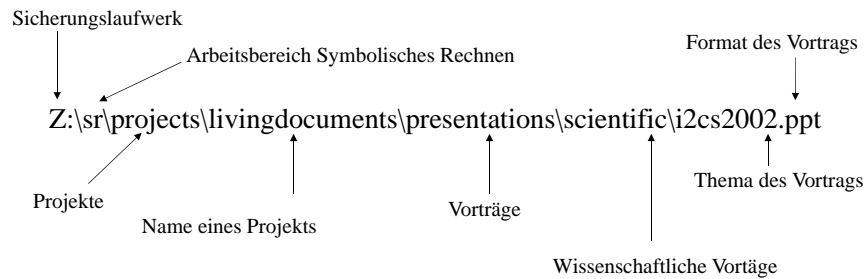 Sicherungslaufwerk
Arbeitsbereich Symbolisches Rechnen
Format des Vortrags
Z:\sr\projects\livingdocuments\presentations\scientific\i2cs2002.ppt
Projekte
Name eines Projekts
Vorträge
Thema des Vortrags
Wissenschaftliche Vortäge